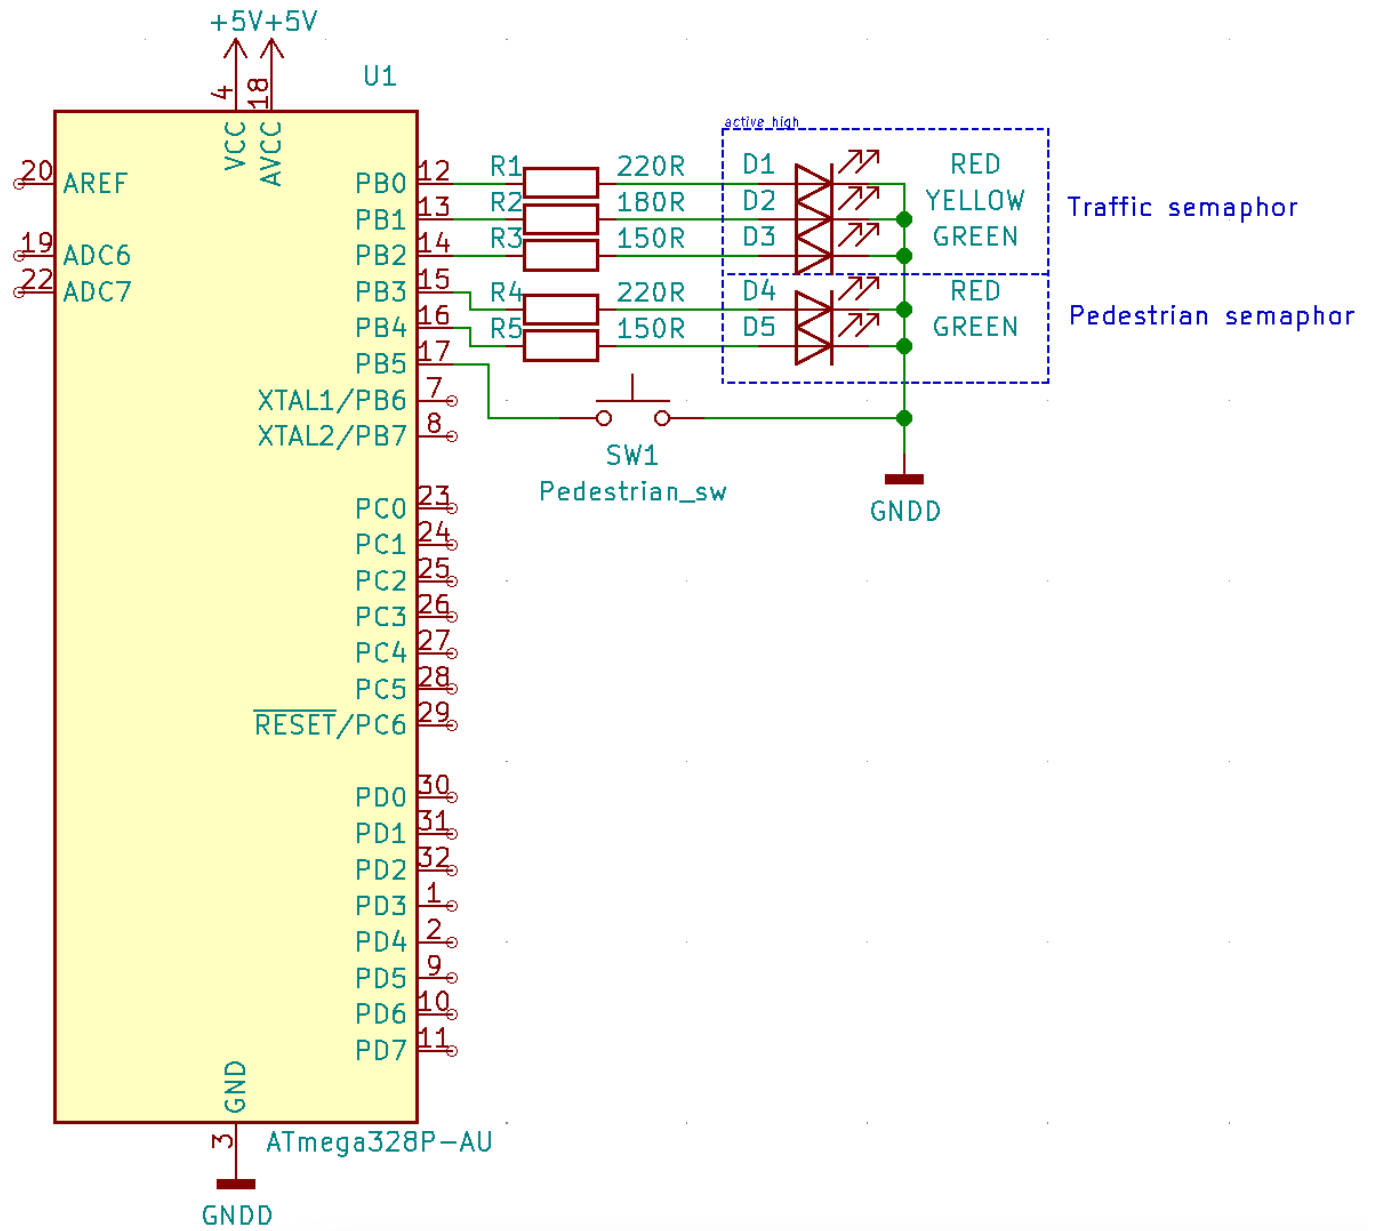 +5V +5V
U1
4 18
VCC AVCC
active high
20 AREF
PB0 12 R1 220R D1 RED
PB1 13 R2 180R D2 YELLOW
Traffic semaphor
19 ADC6
PB2 14 R3 150R D3 GREEN
22 ADC7
PB3 15 R4 220R D4 RED
PB4 16 R5 150R D5 GREEN
Pedestrian semaphor
PB5 17
XTAL1/PB6 7
XTAL2/PB7 8
SW1
Pedestrian_sw
GNDD
PC0 23
PC1 24
PC2 25
PC3 26
PC4 27
PC5 28
RESET/PC6 29
PD0 30
PD1 31
PD2 32
PD3 1
PD4 2
PD5 9
PD6 10
PD7 11
GND
3
ATmega328P-AU
GNDD